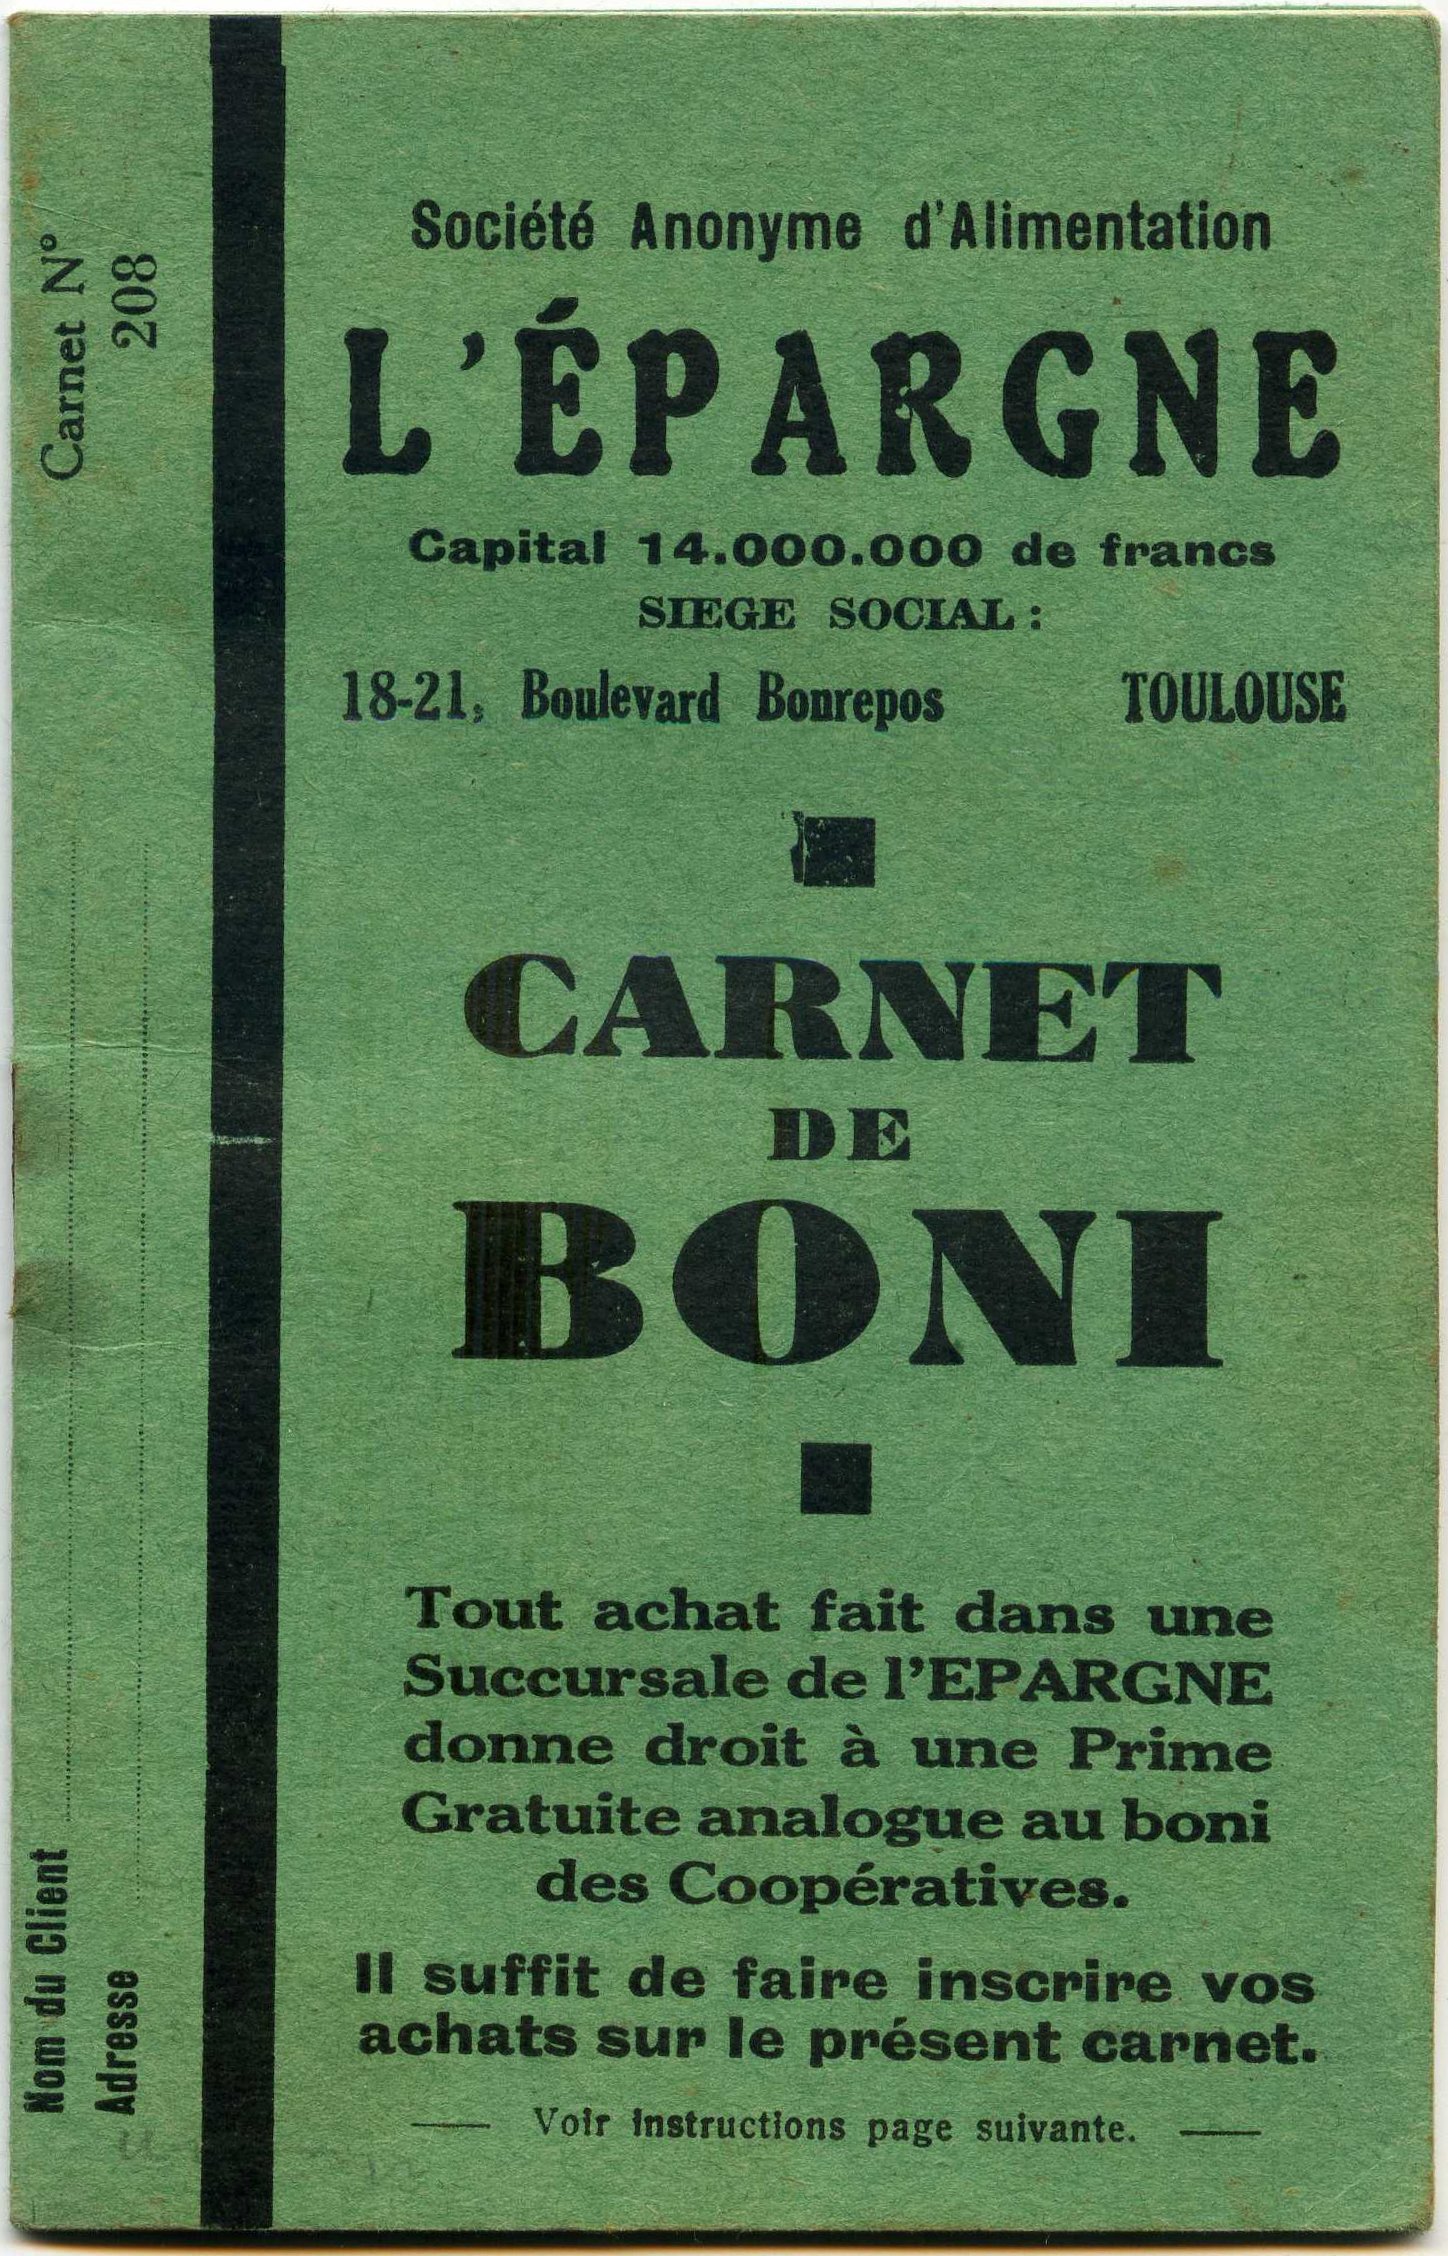 Carnet N°
208
Nom du Client
Adresse
Société Anonyme d'Alimentation
L'ÉPARGNE
Capital 14.000.000 de francs
SIEGE SOCIAL :
18-21, Boulevard Bonrepos TOULOUSE
CARNET
DE
BONI
Tout achat fait dans une
Succursale de l'EPARGNE
donne droit à une Prime
Gratuite analogue au boni
des Coopératives.
Il suffit de faire inscrire vos
achats sur le présent carnet.
Voir instructions page suivante.